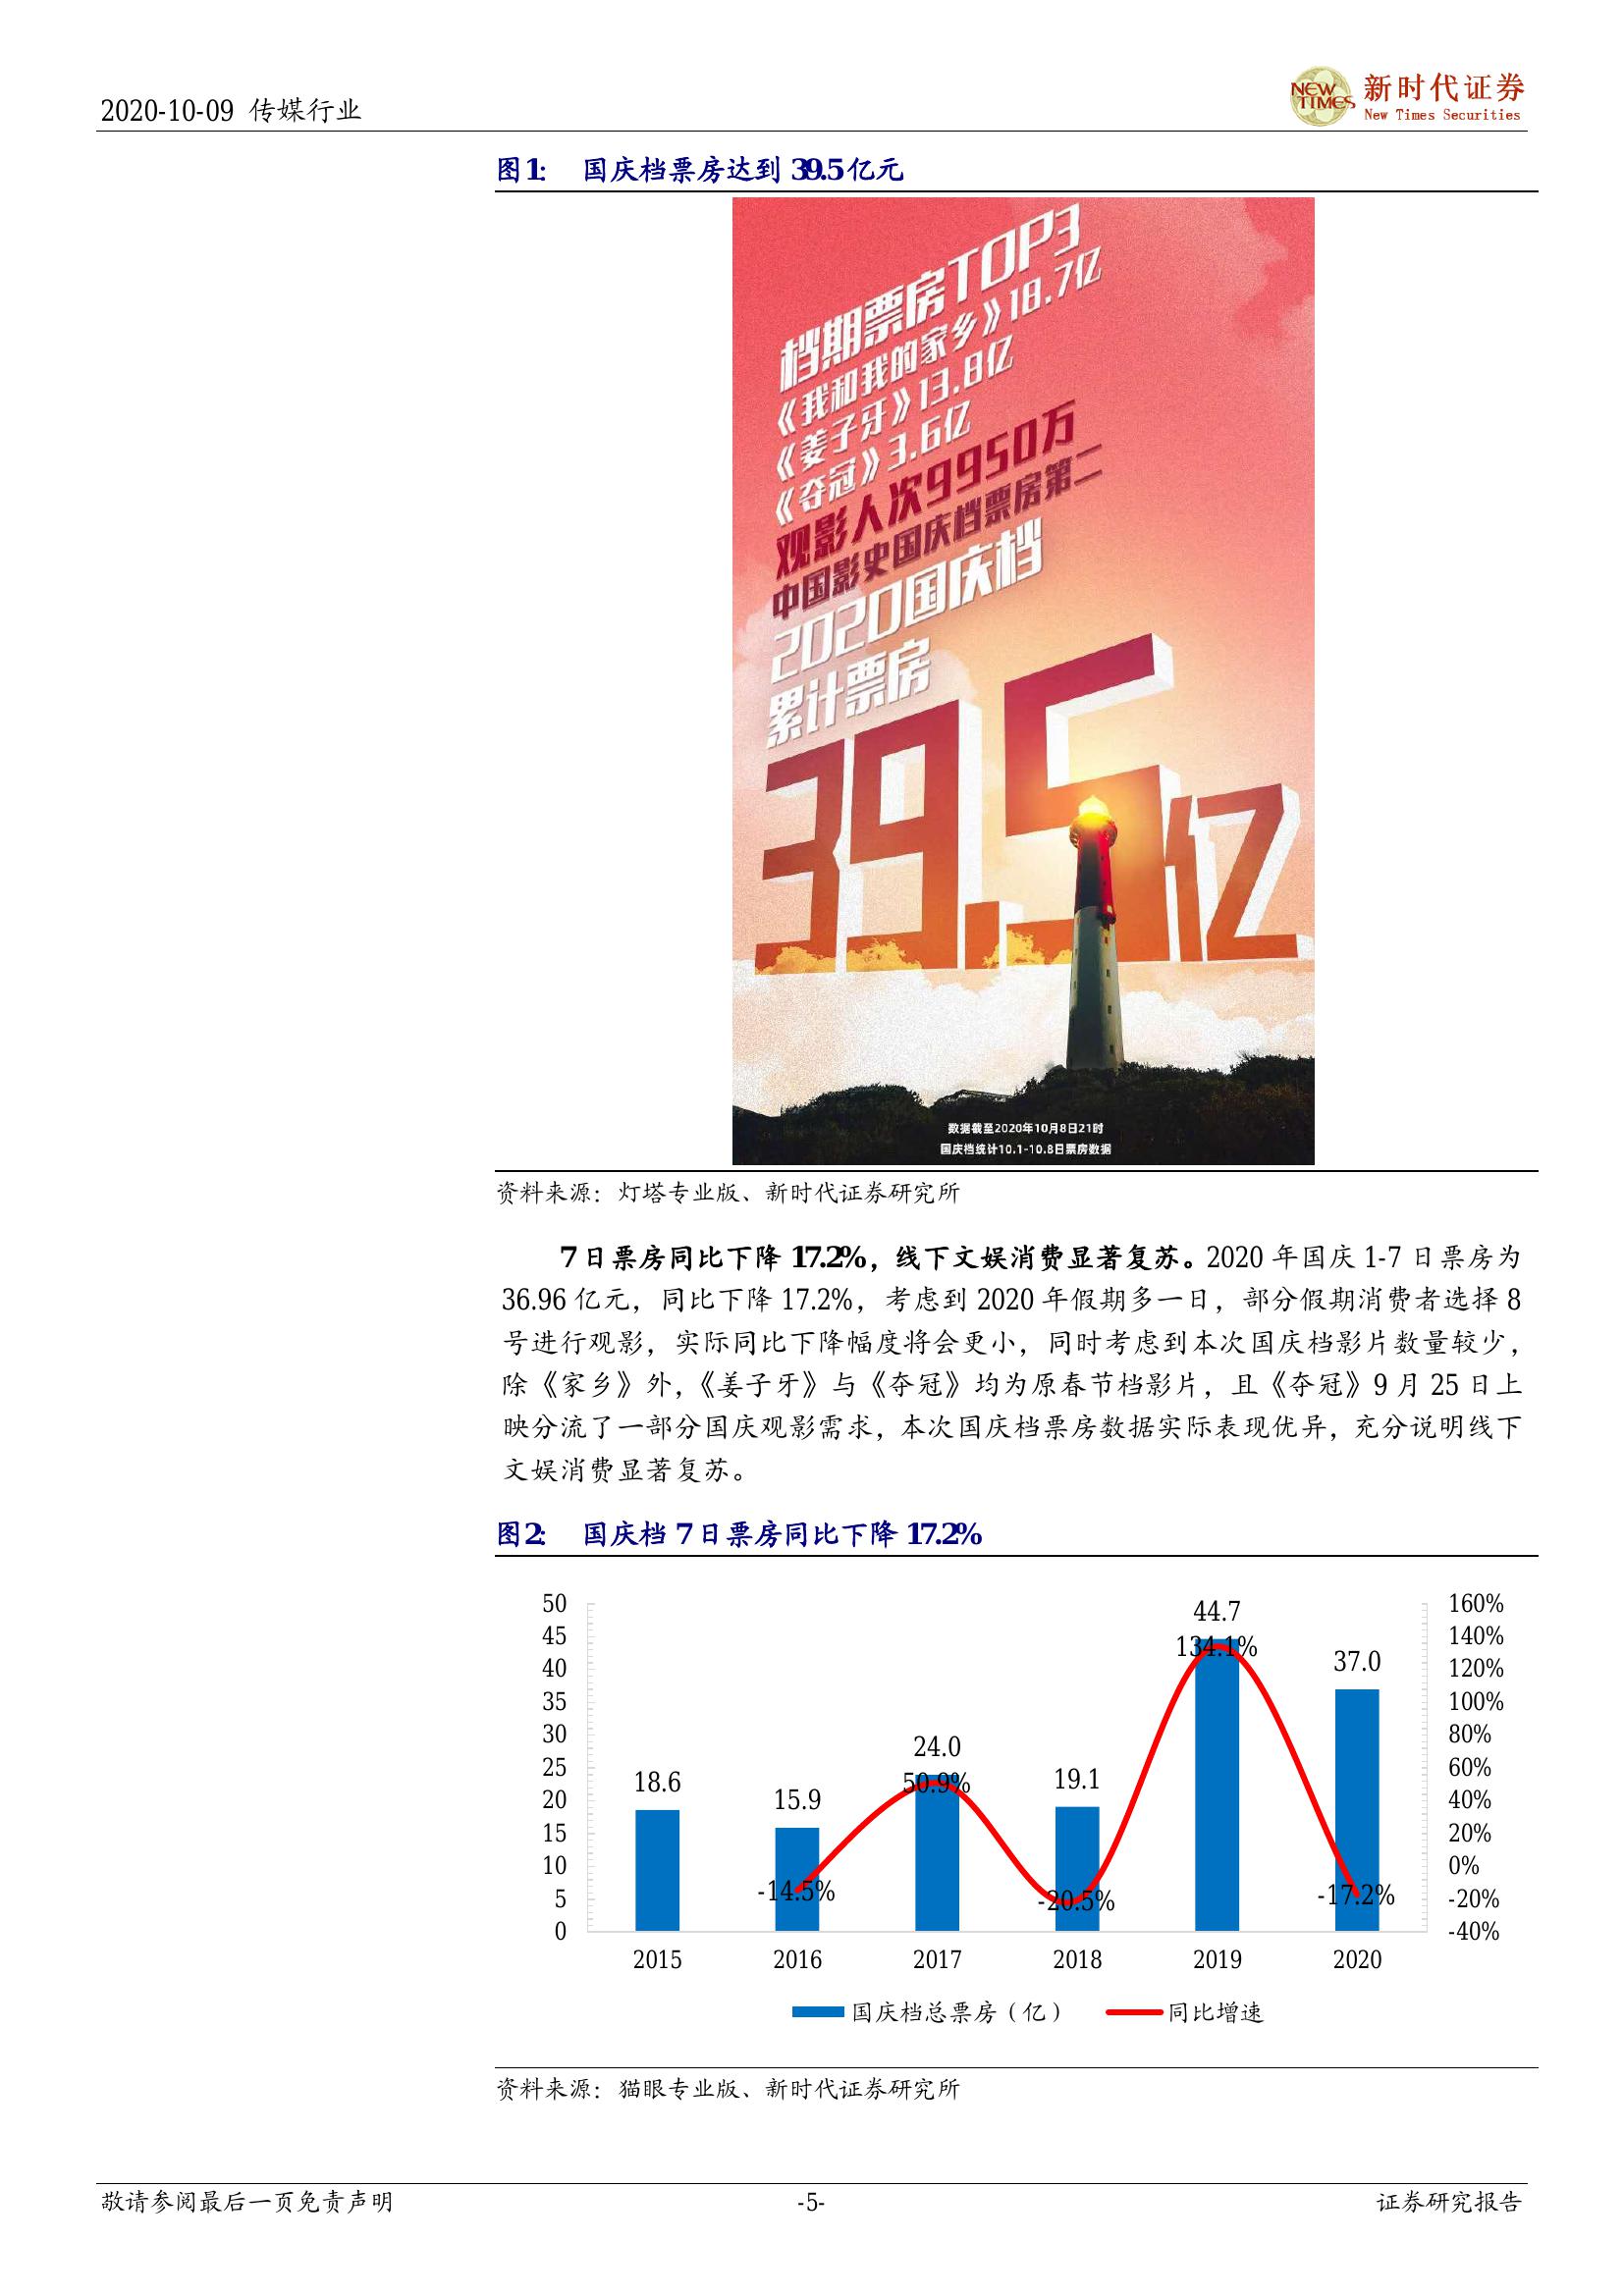 2020-10-09 传媒行业
NEW TIMES
新时代证券
New Times Securities
图1: 国庆档票房达到39.5亿元
档期票房TOP3
《我和我的家乡》18.7亿
《姜子牙》13.8亿
《夺冠》3.6亿
观影人次9950万
中国影史国庆档票房第二
2020国庆档
累计票房
39.5亿
数据截至2020年10月8日21时
国庆档统计10.1-10.8日票房数据
资料来源：灯塔专业版、新时代证券研究所
7日票房同比下降17.2%，线下文娱消费显著复苏。2020年国庆1-7日票房为
36.96亿元，同比下降17.2%，考虑到2020年假期多一日，部分假期消费者选择8
号进行观影，实际同比下降幅度将会更小，同时考虑到本次国庆档影片数量较少，
除《家乡》外，《姜子牙》与《夺冠》均为原春节档影片，且《夺冠》9月25日上
映分流了一部分国庆观影需求，本次国庆档票房数据实际表现优异，充分说明线下
文娱消费显著复苏。
图2: 国庆档7日票房同比下降17.2%
50 44.7 160%
45 134.1% 140%
40 37.0 120%
35 100%
30 24.0 80%
25 18.6 50.9% 19.1 60%
20 15.9 40%
15 20%
10 0%
5 -14.5% -20.5% -17.2% -20%
0 -40%
2015 2016 2017 2018 2019 2020
国庆档总票房（亿） 同比增速
资料来源：猫眼专业版、新时代证券研究所
敬请参阅最后一页免责声明 -5- 证券研究报告